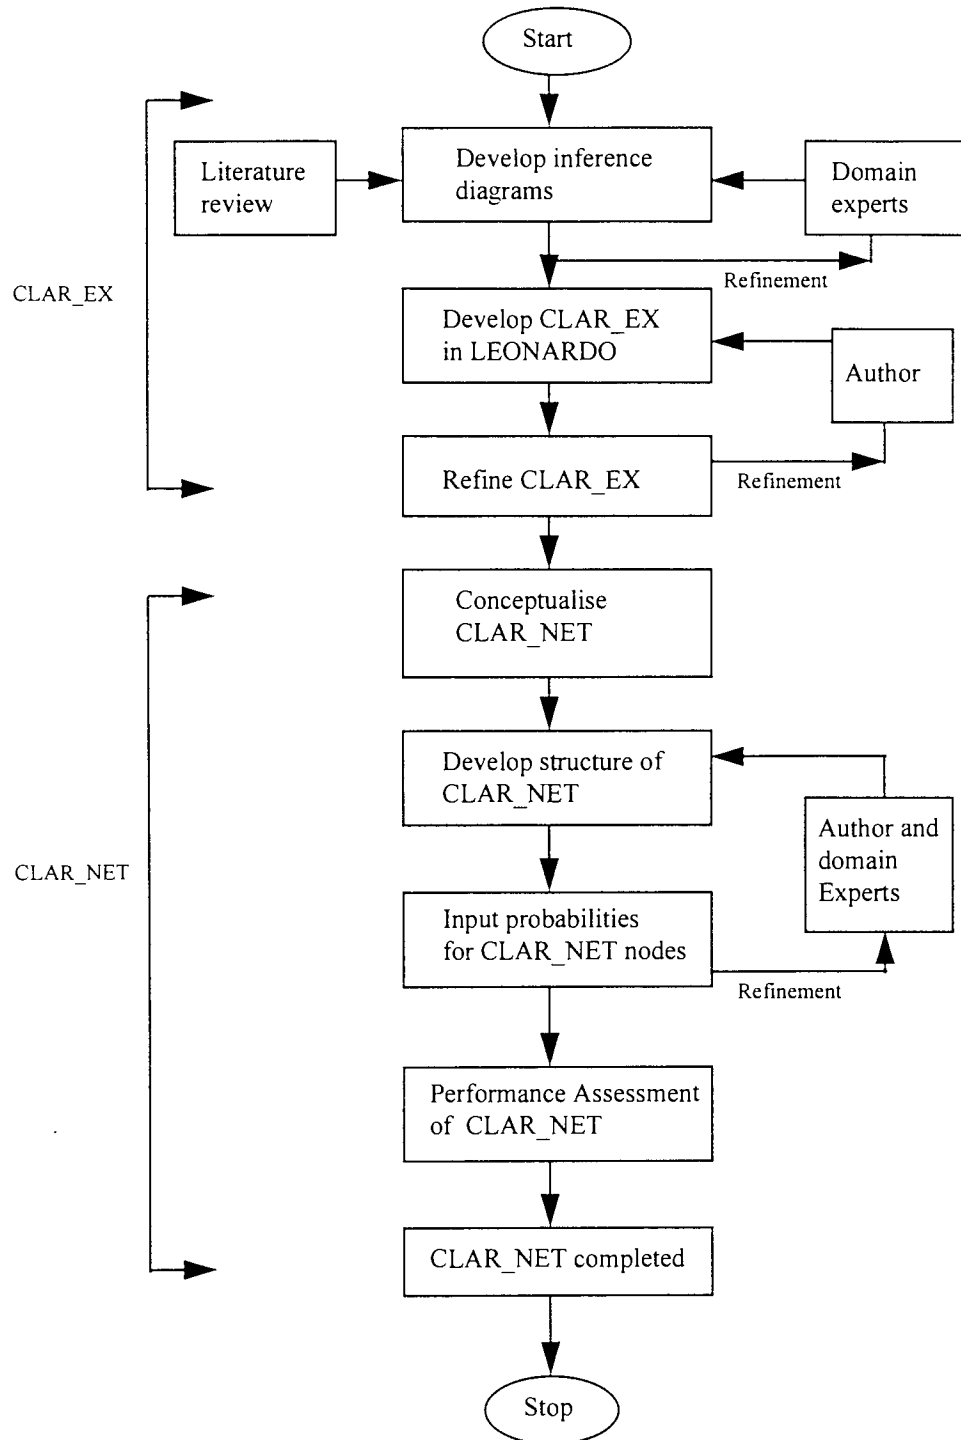 Start
Literature
review
Develop inference
diagrams
Domain
experts
Refinement
CLAR_EX
Develop CLAR_EX
in LEONARDO
Author
Refine CLAR_EX
Refinement
Conceptualise
CLAR_NET
Develop structure of
CLAR_NET
CLAR_NET
Author and
domain
Experts
Input probabilities
for CLAR_NET nodes
Refinement
Performance Assessment
of CLAR_NET
CLAR_NET completed
Stop